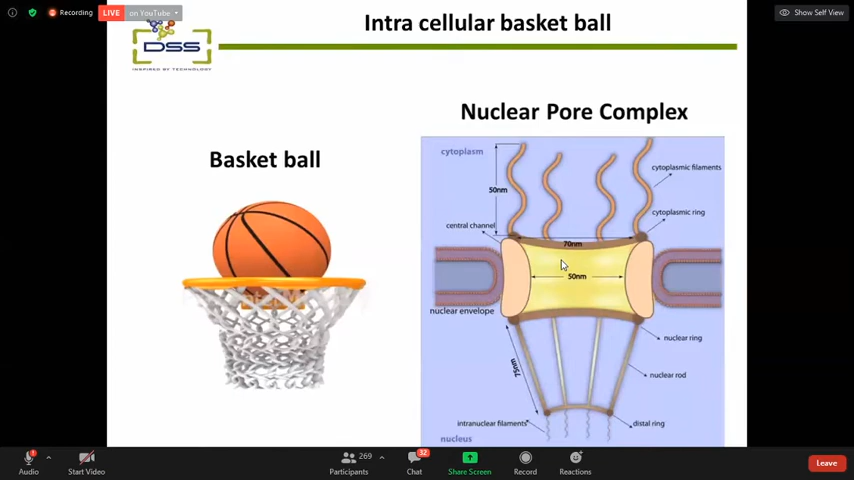 Recording
LIVE
on YouTube
Show Self View
Intra cellular basket ball
DSS
INSPIRED BY TECHNOLOGY
Nuclear Pore Complex
Basket ball
cytoplasm
cytoplasmic filaments
50nm
cytoplasmic ring
central channel
70nm
50nm
nuclear envelope
nuclear ring
75nm
nuclear rod
intranuclear filaments
distal ring
nucleus
269
32
Audio
Start Video
Participants
Chat
Share Screen
Record
Reactions
Leave